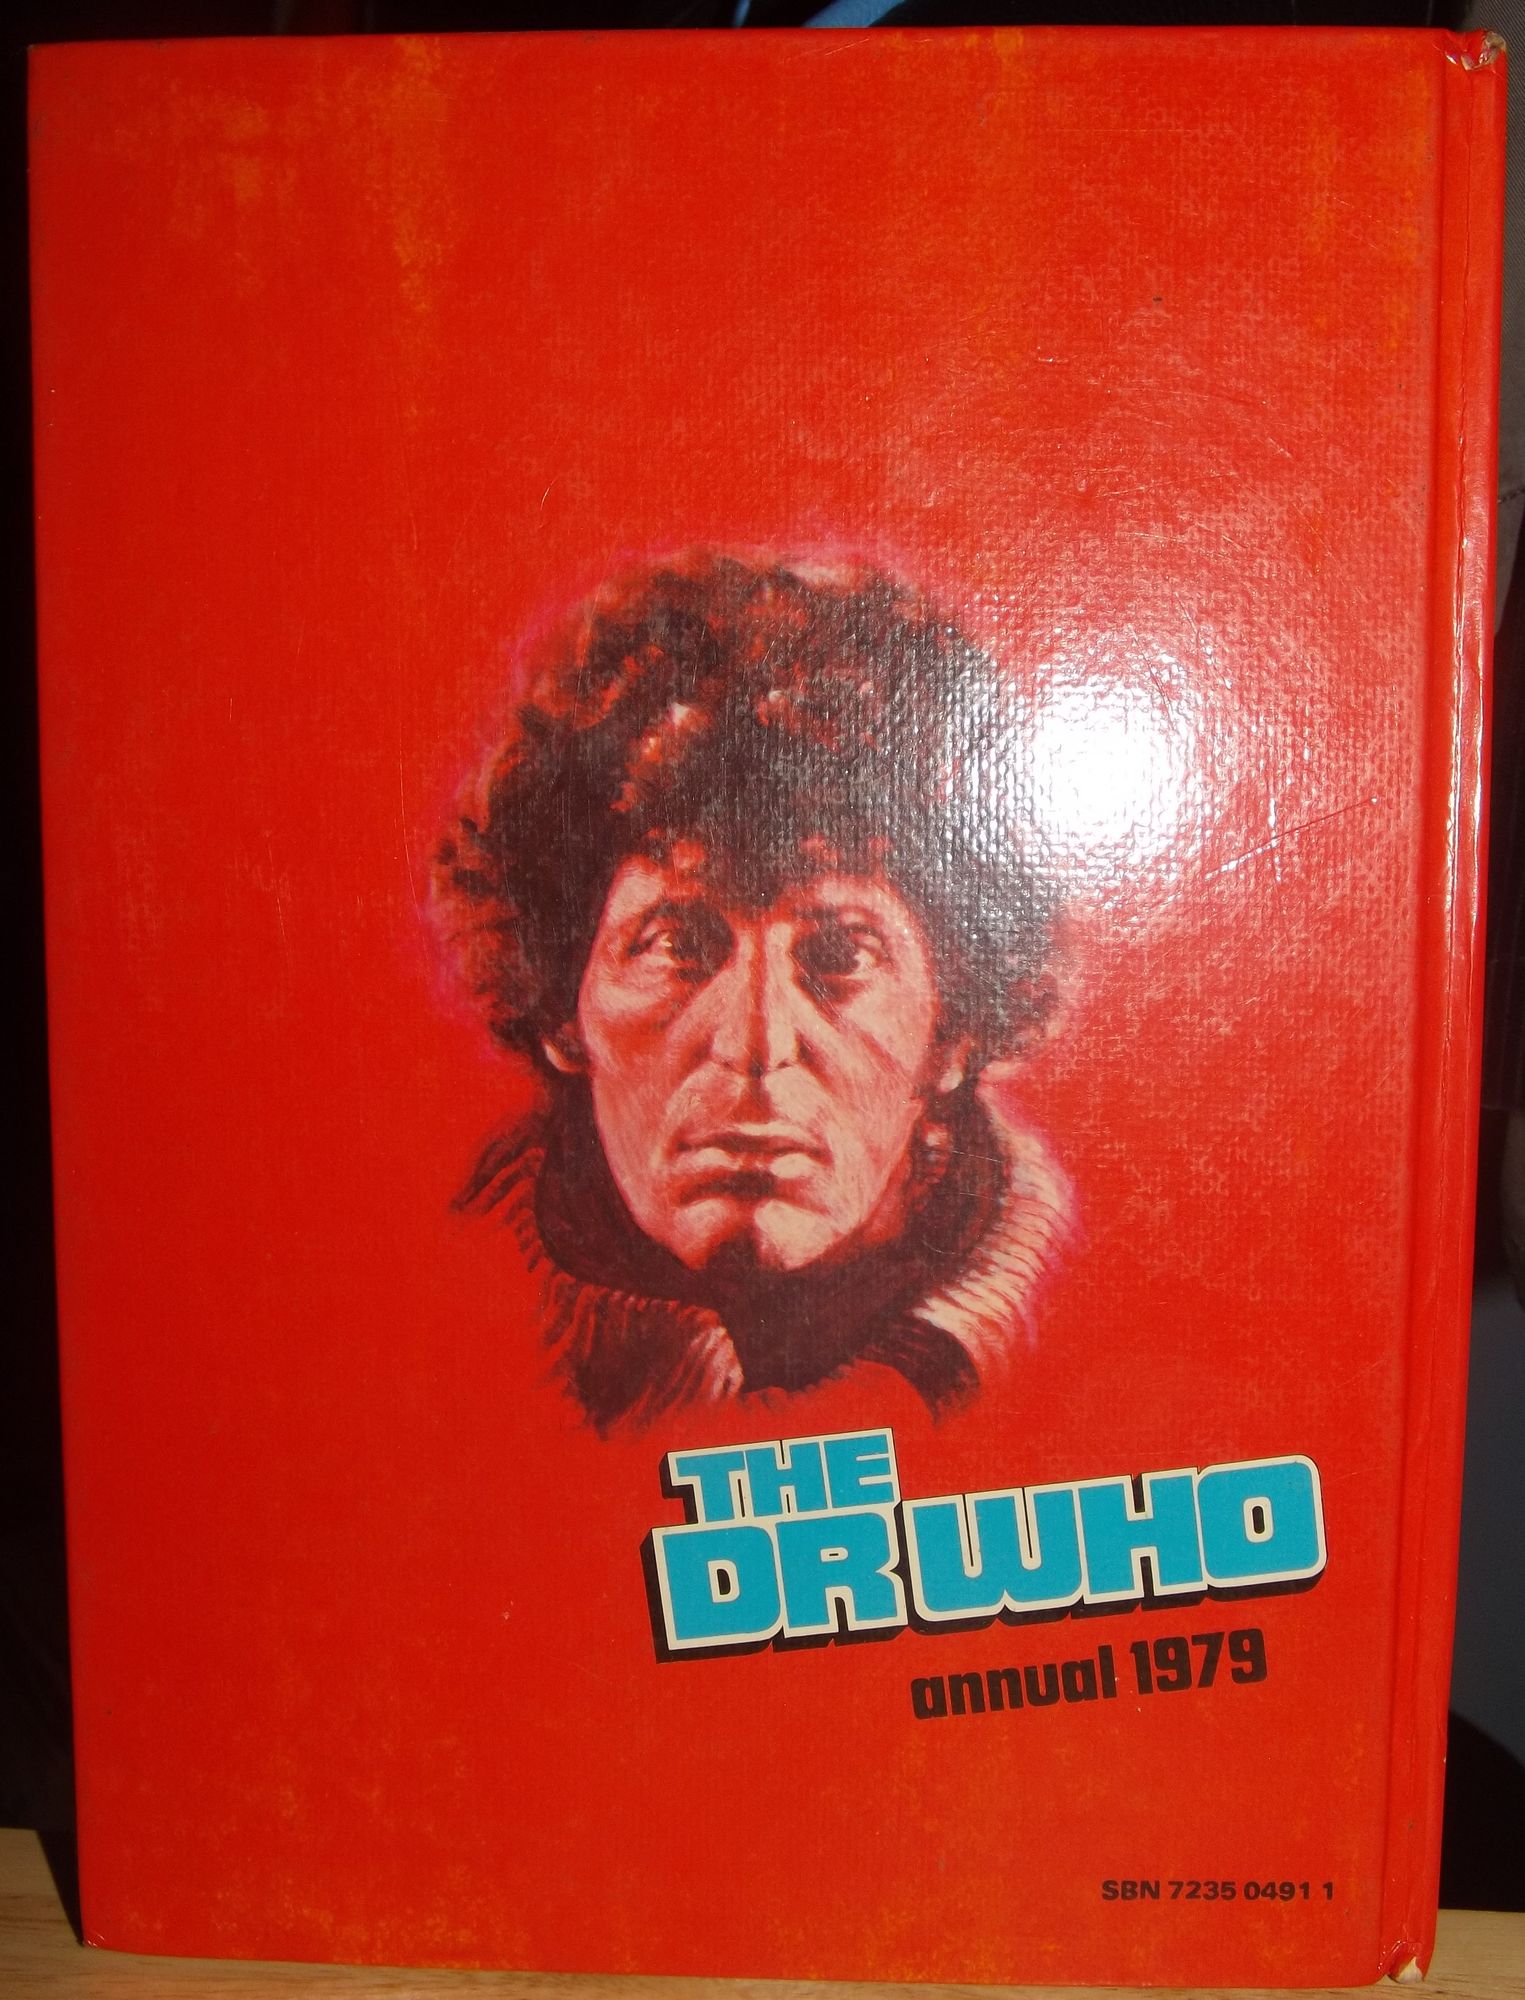 THE
DR WHO
annual 1979
SBN 7235 0491 1